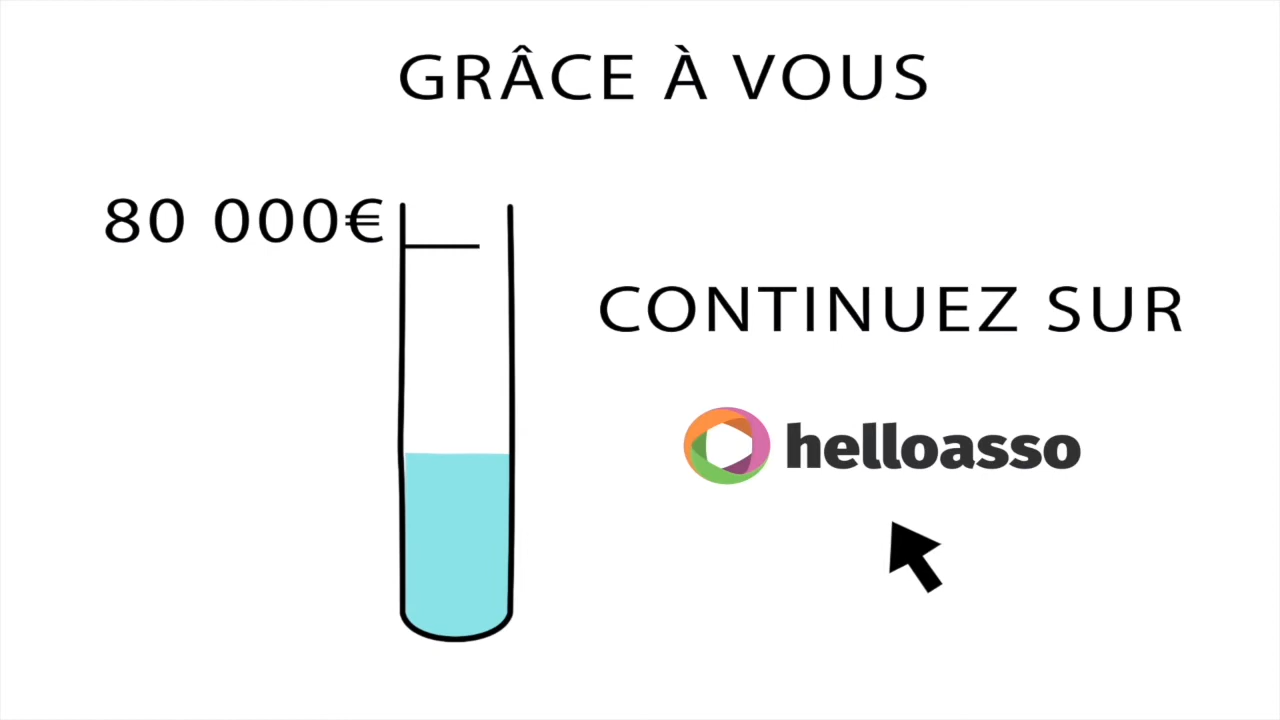 GRÂCE À VOUS
80 000€
CONTINUEZ SUR
helloasso